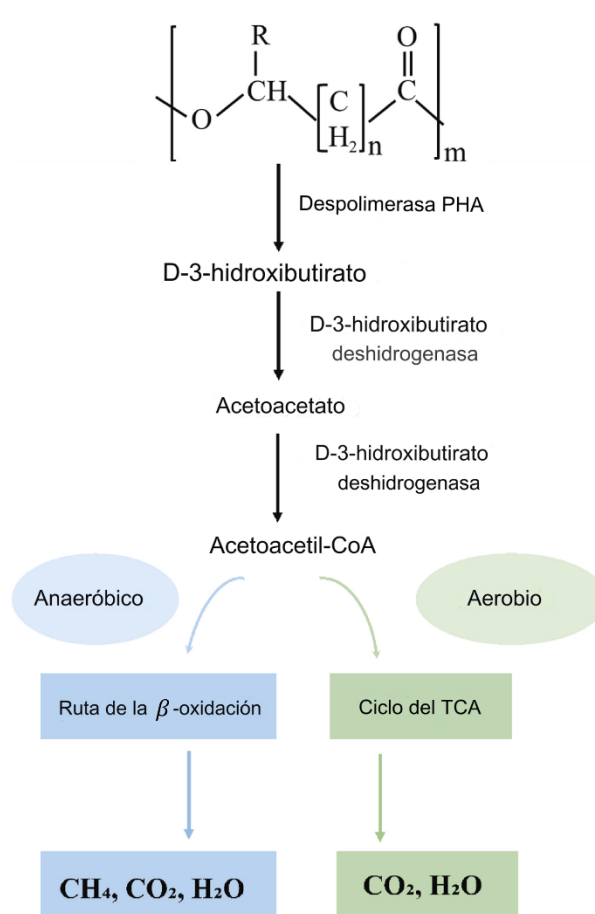 R
O
O
CH
C
H₂
n
C
m
Despolimerasa PHA
D-3-hidroxibutirato
D-3-hidroxibutirato
deshidrogenasa
Acetoacetato
D-3-hidroxibutirato
deshidrogenasa
Acetoacetil-CoA
Anaeróbico
Aerobio
Ruta de la β-oxidación
Ciclo del TCA
CH₄, CO₂, H₂O
CO₂, H₂O